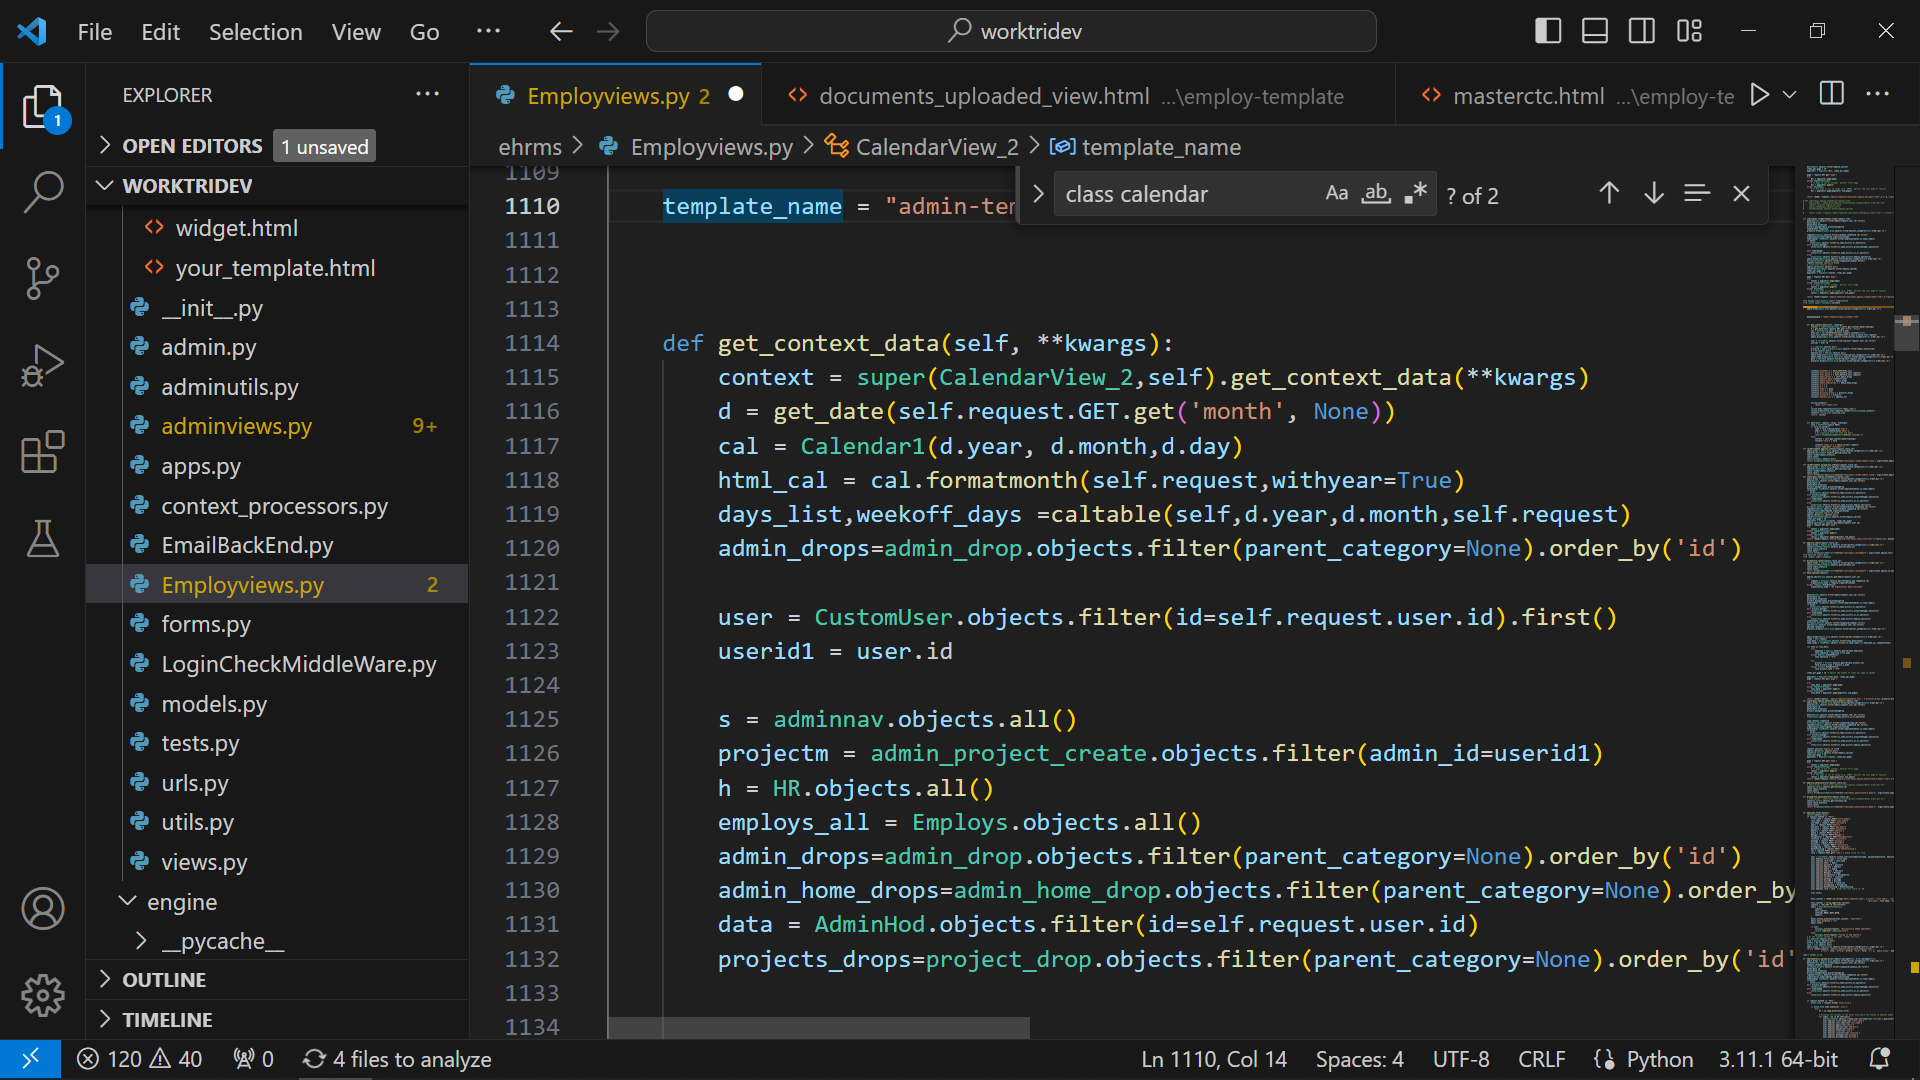 File Edit Selection View Go ··· worktridev
EXPLORER ···
OPEN EDITORS 1 unsaved
WORKTRIDEV
widget.html
your_template.html
__init__.py
admin.py
adminutils.py
adminviews.py 9+
apps.py
context_processors.py
EmailBackEnd.py
Employviews.py 2
forms.py
LoginCheckMiddleWare.py
models.py
tests.py
urls.py
utils.py
views.py
engine
__pycache__
OUTLINE
TIMELINE
1
Employviews.py 2 documents_uploaded_view.html ...\employ-template masterctc.html ...\employ-te ···
ehrms > Employviews.py > CalendarView_2 > template_name
class calendar Aa ab .* ? of 2
1109
1110 template_name = "admin-ter
1111
1112
1113
1114 def get_context_data(self, **kwargs):
1115 context = super(CalendarView_2,self).get_context_data(**kwargs)
1116 d = get_date(self.request.GET.get('month', None))
1117 cal = Calendar1(d.year, d.month,d.day)
1118 html_cal = cal.formatmonth(self.request,withyear=True)
1119 days_list,weekoff_days =caltable(self,d.year,d.month,self.request)
1120 admin_drops=admin_drop.objects.filter(parent_category=None).order_by('id')
1121
1122 user = CustomUser.objects.filter(id=self.request.user.id).first()
1123 userid1 = user.id
1124
1125 s = adminnav.objects.all()
1126 projectm = admin_project_create.objects.filter(admin_id=userid1)
1127 h = HR.objects.all()
1128 employs_all = Employs.objects.all()
1129 admin_drops=admin_drop.objects.filter(parent_category=None).order_by('id')
1130 admin_home_drops=admin_home_drop.objects.filter(parent_category=None).order_by
1131 data = AdminHod.objects.filter(id=self.request.user.id)
1132 projects_drops=project_drop.objects.filter(parent_category=None).order_by('id'
1133
1134
120 40 0 4 files to analyze Ln 1110, Col 14 Spaces: 4 UTF-8 CRLF Python 3.11.1 64-bit